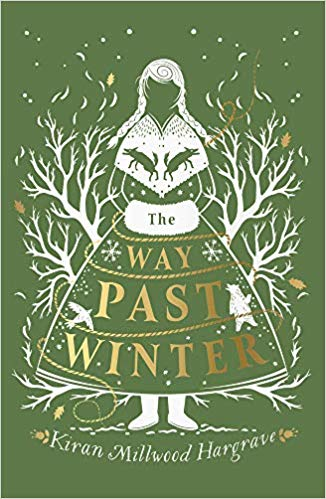 The
WAY
PAST
WINTER
Kiran Millwood Hargrave